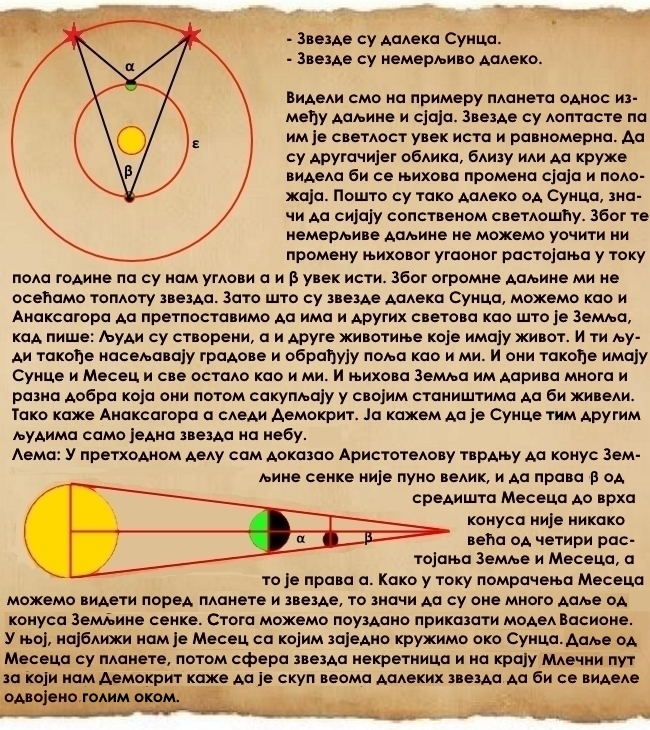 α
ε
β
- Звезде су далека Сунца.
- Звезде су немерљиво далеко.
Видели смо на примеру планета однос из-
међу даљине и сјаја. Звезде су лоптасте па
им је светлост увек иста и равномерна. Да
су другачијег облика, близу или да круже
видела би се њихова промена сјаја и поло-
жаја. Пошто су тако далеко од Сунца, зна-
чи да сијају сопственом светлошћу. Због те
немерљиве даљине не можемо уочити ни
промену њиховог угаоног растојања у току
пола године па су нам углови α и β увек исти. Због огромне даљине ми не
осећамо топлоту звезда. Зато што су звезде далека Сунца, можемо као и
Анаксагора да претпоставимо да има и других светова као што је Земља,
кад пише: Људи су створени, а и друге животиње које имају живот. И ти љу-
ди такође насељавају градове и обрађују поља као и ми. И они такође имају
Сунце и Месец и све остало као и ми. И њихова Земља им дарива многа и
разна добра која они потом сакупљају у својим стаништима да би живели.
Тако каже Анаксагора а следи Демокрит. Ја кажем да је Сунце тим другим
људима само једна звезда на небу.
Лема: У претходном делу сам доказао Аристотелову тврдњу да конус Зем-
љине сенке није пуно велик, и да права β од
средишта Месеца до врха
конуса није никако
већа од четири рас-
тојања Земље и Месеца, а
то је права α. Како у току помрачења Месеца
α
β
можемо видети поред планете и звезде, то значи да су оне много даље од
конуса Земљине сенке. Стога можемо поуздано приказати модел Васионе.
У њој, најближи нам је Месец са којим заједно кружимо око Сунца. Даље од
Месеца су планете, потом сфера звезда некретница и на крају Млечни пут
за који нам Демокрит каже да је скуп веома далеких звезда да би се виделе
одвојено голим оком.